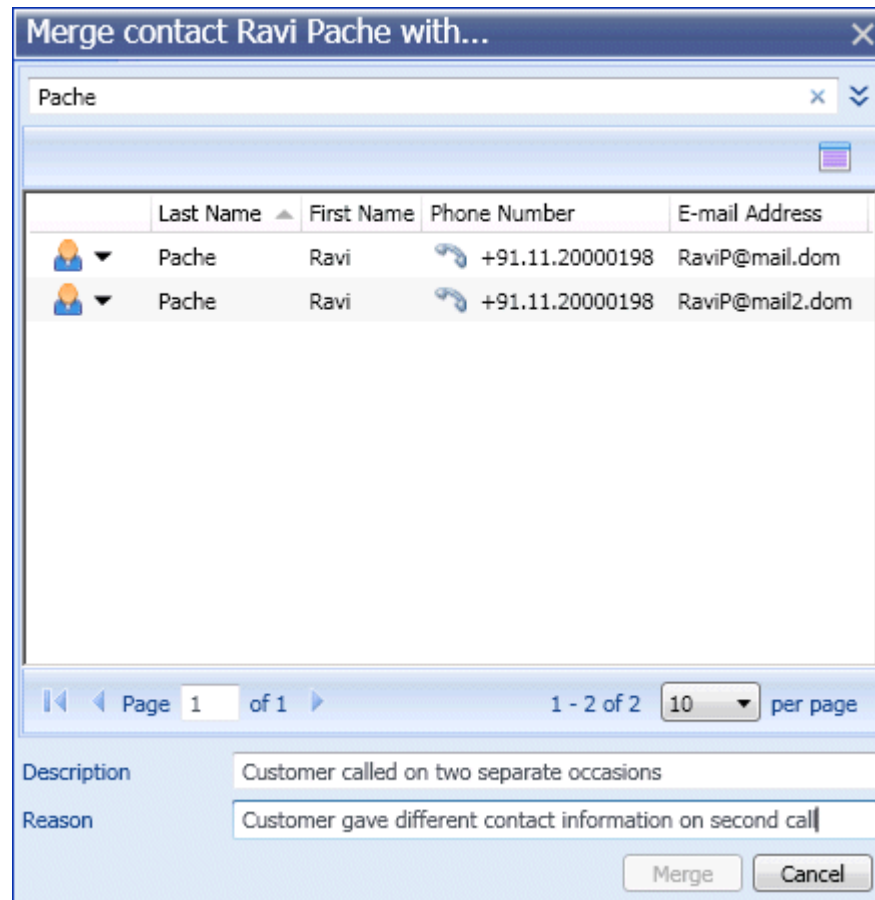 Merge contact Ravi Pache with...
Pache
Last Name First Name Phone Number E-mail Address
Pache Ravi +91.11.20000198 RaviP@mail.dom
Pache Ravi +91.11.20000198 RaviP@mail2.dom
Page 1 of 1 1 - 2 of 2 10 per page
Description Customer called on two separate occasions
Reason Customer gave different contact information on second call
Merge Cancel